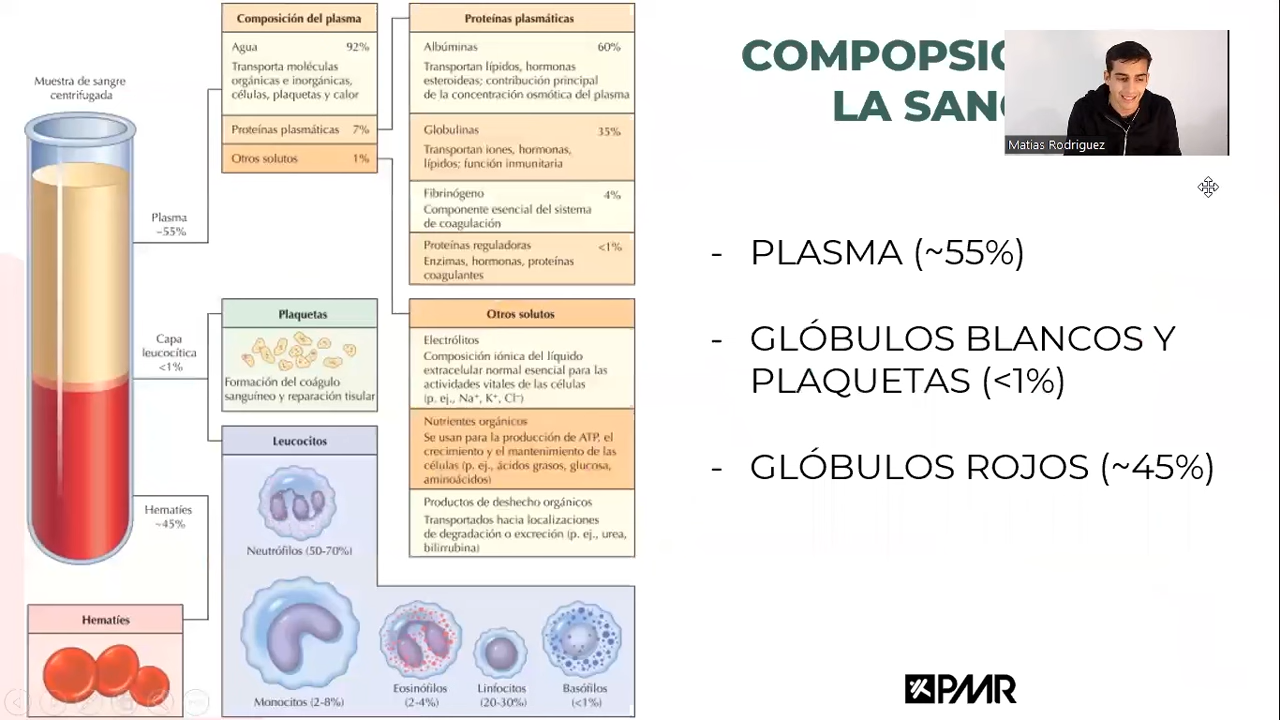 Muestra de sangre
centrifugada
Plasma
~55%
Capa
leucocítica
<1%
Hematíes
~45%
Hematíes
Composición del plasma
Agua 92%
Transporta moléculas
orgánicas e inorgánicas,
células, plaquetas y calor
Proteínas plasmáticas 7%
Otros solutos 1%
Plaquetas
Formación del coágulo
sanguíneo y reparación tisular
Leucocitos
Neutrófilos (50-70%)
Monocitos (2-8%)
Eosinófilos
(2-4%)
Linfocitos
(20-30%)
Basófilos
(<1%)
Proteínas plasmáticas
Albúminas 60%
Transportan lípidos, hormonas
esteroideas; contribución principal
de la concentración osmótica del plasma
Globulinas 35%
Transportan iones, hormonas,
lípidos; función inmunitaria
Fibrinógeno 4%
Componente esencial del sistema
de coagulación
Proteínas reguladoras <1%
Enzimas, hormonas, proteínas
coagulantes
Otros solutos
Electrólitos
Composición iónica del líquido
extracelular normal esencial para las
actividades vitales de las células
(p. ej., Na⁺, K⁺, Cl⁻)
Nutrientes orgánicos
Se usan para la producción de ATP, el
crecimiento y el mantenimiento de las
células (p. ej., ácidos grasos, glucosa,
aminoácidos)
Productos de deshecho orgánicos
Transportados hacia localizaciones
de degradación o excreción (p. ej., urea,
bilirrubina)
COMPOPSIC
LA SAN
Matias Rodriguez
- PLASMA (~55%)
- GLÓBULOS BLANCOS Y
PLAQUETAS (<1%)
- GLÓBULOS ROJOS (~45%)
PMR